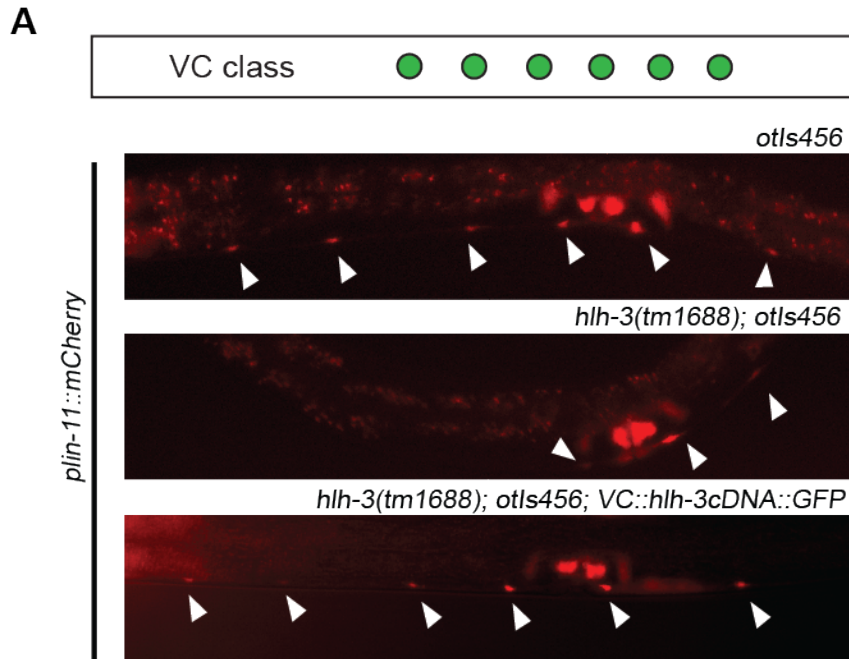 A
VC class
otIs456
plin-11::mCherry
hlh-3(tm1688); otIs456
hlh-3(tm1688); otIs456; VC::hlh-3cDNA::GFP